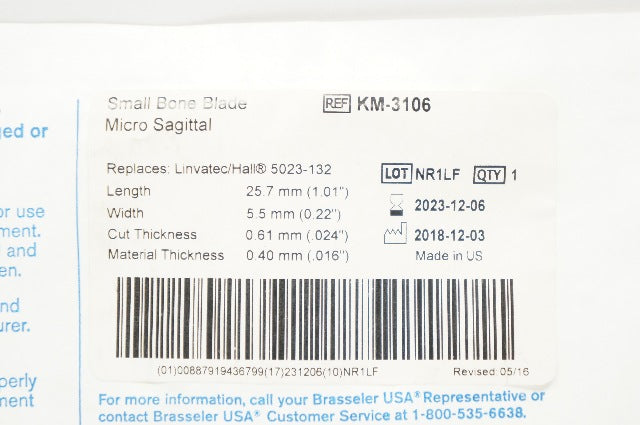 Small Bone Blade
Micro Sagittal
REF KM-3106
Replaces: Linvatec/Hall® 5023-132
Length 25.7 mm (1.01")
Width 5.5 mm (0.22")
Cut Thickness 0.61 mm (.024")
Material Thickness 0.40 mm (.016")
LOT NR1LF QTY 1
2023-12-06
2018-12-03
Made in US
(01)00887919436799(17)231206(10)NR1LF
Revised: 05/16
For more information, call your Brasseler USA® Representative or
contact Brasseler USA® Customer Service at 1-800-535-6638.
ged or
or use
ment.
and
en.
nd
urer.
perly
ment